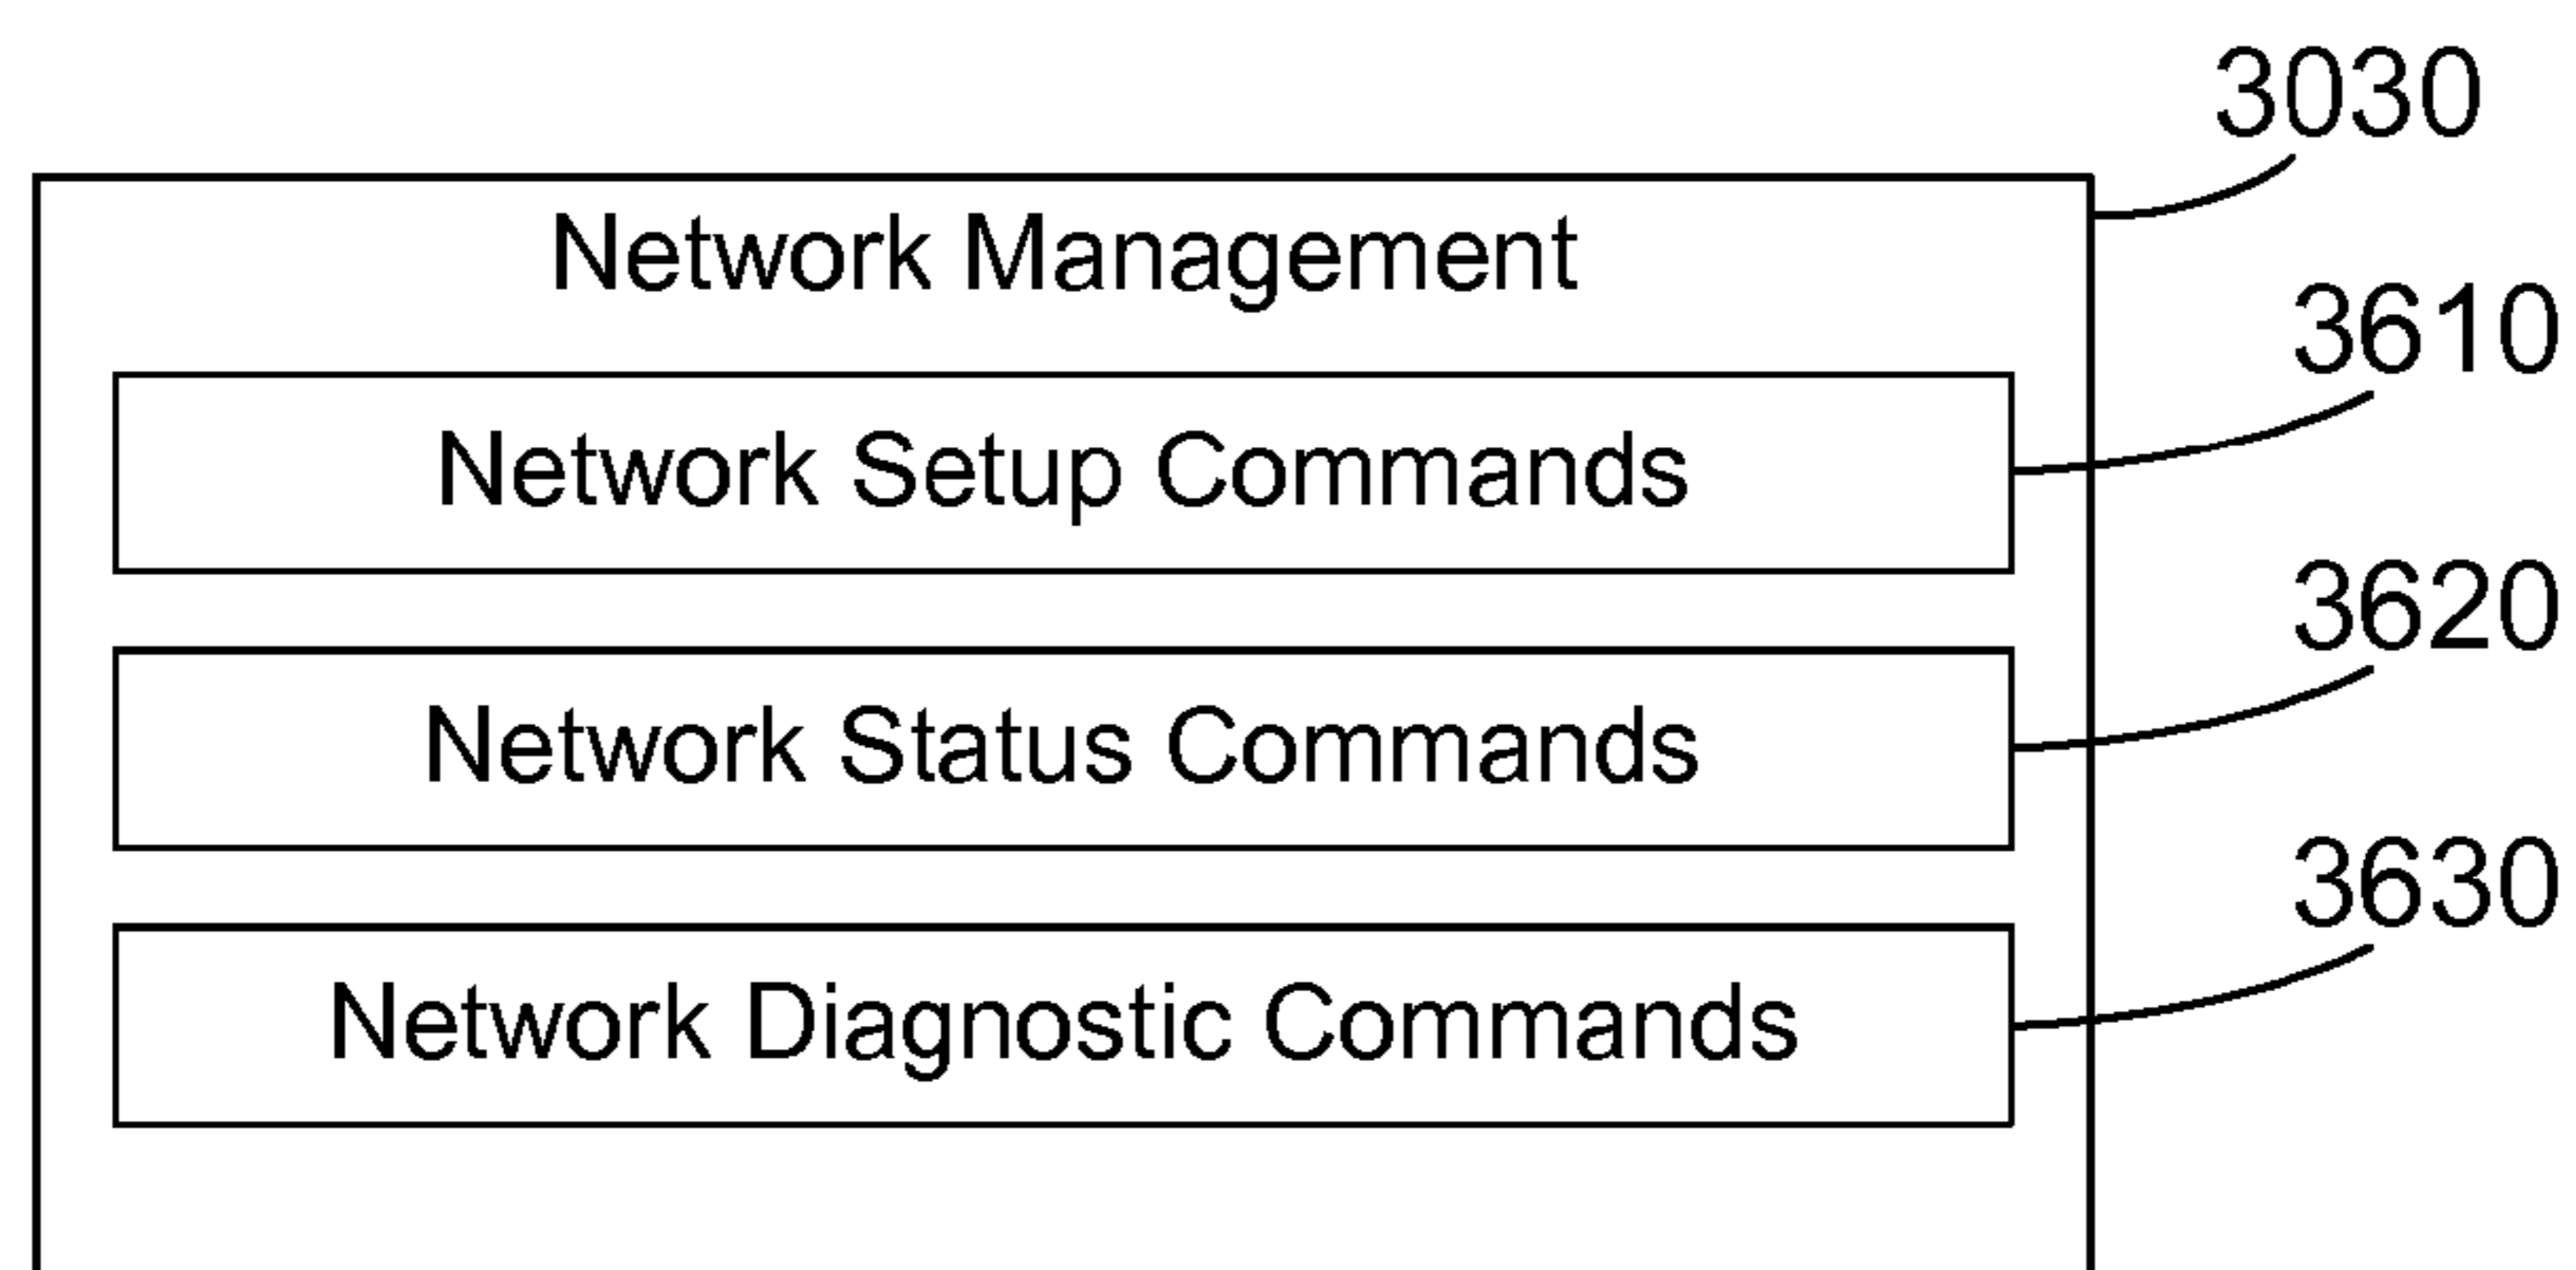 3030
Network Management
3610
Network Setup Commands
3620
Network Status Commands
3630
Network Diagnostic Commands